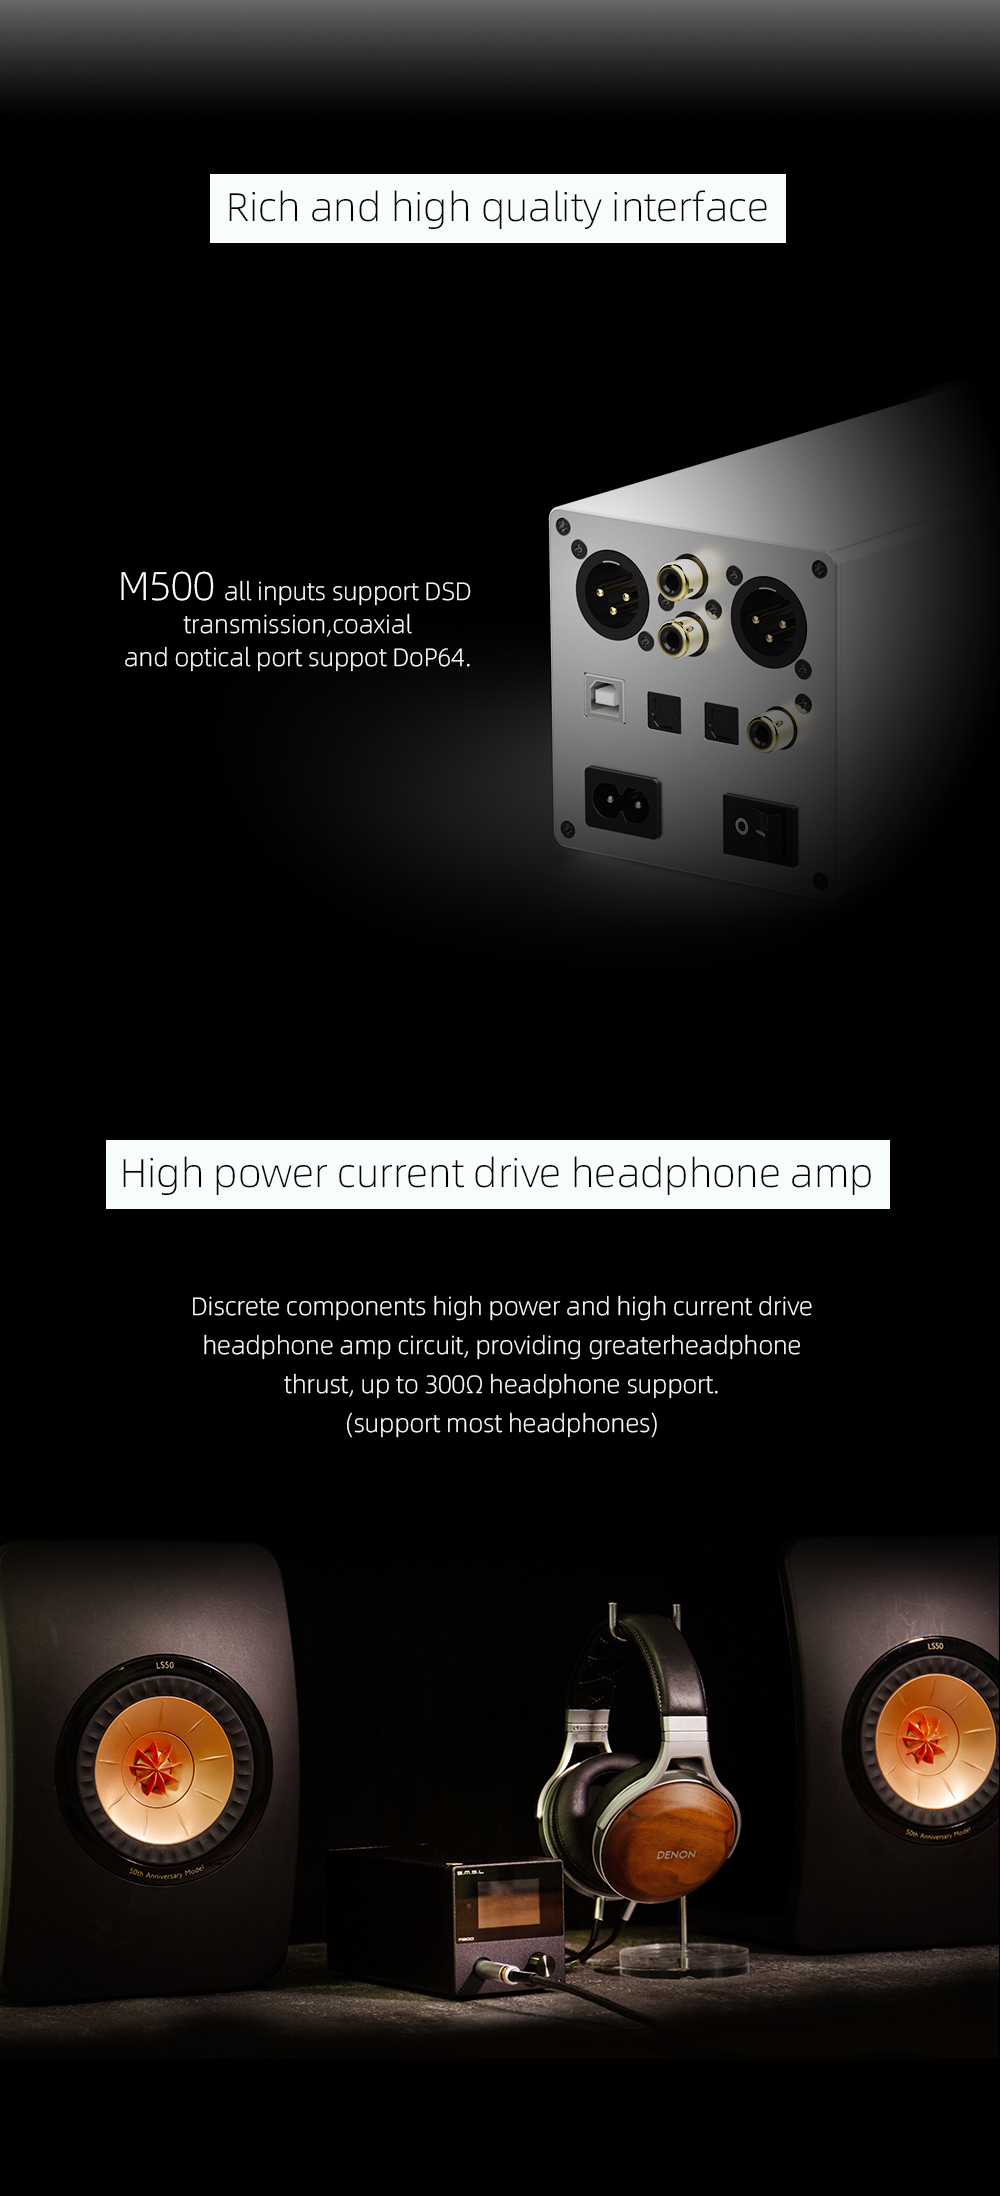 Rich and high quality interface
M500 all inputs support DSD
transmission,coaxial
and optical port suppot DoP64.
High power current drive headphone amp
Discrete components high power and high current drive
headphone amp circuit, providing greaterheadphone
thrust, up to 300Ω headphone support.
(support most headphones)
LS50
50th Anniversary Model
LS50
50th Anniversary Model
DENON
S.M.S.L
M500